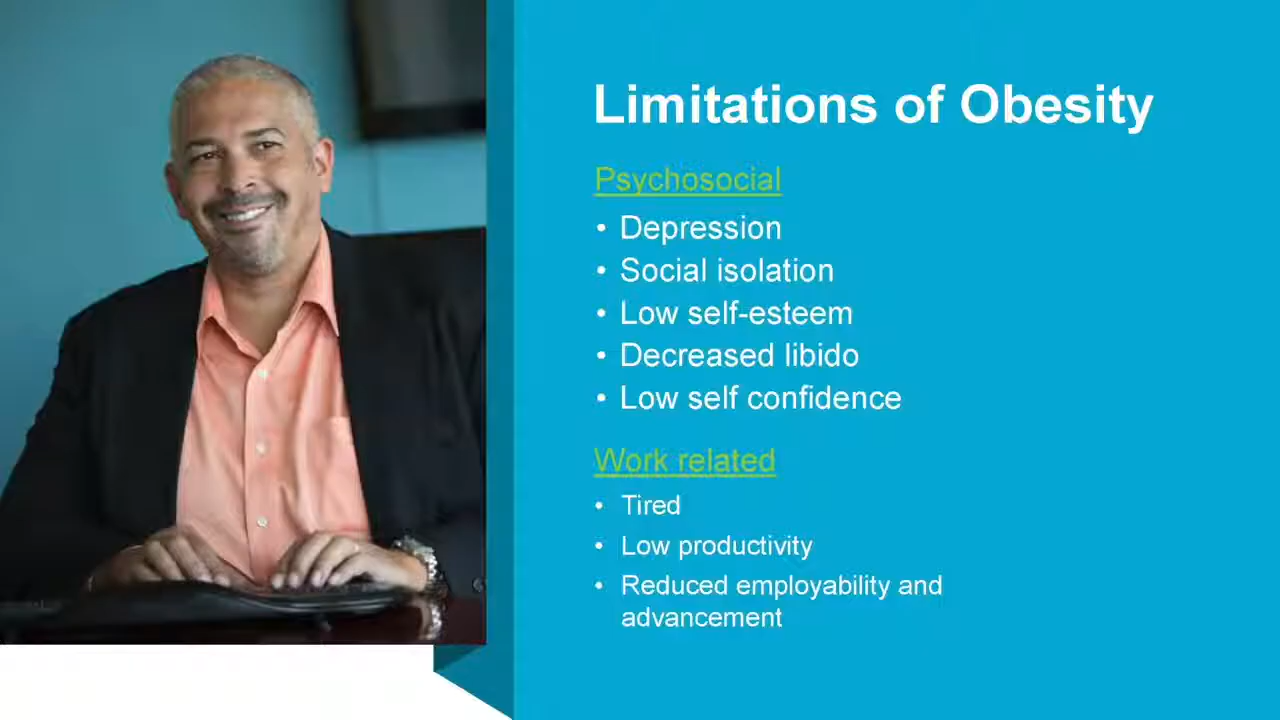 Limitations of Obesity
Psychosocial
• Depression
• Social isolation
• Low self-esteem
• Decreased libido
• Low self confidence
Work related
• Tired
• Low productivity
• Reduced employability and
advancement